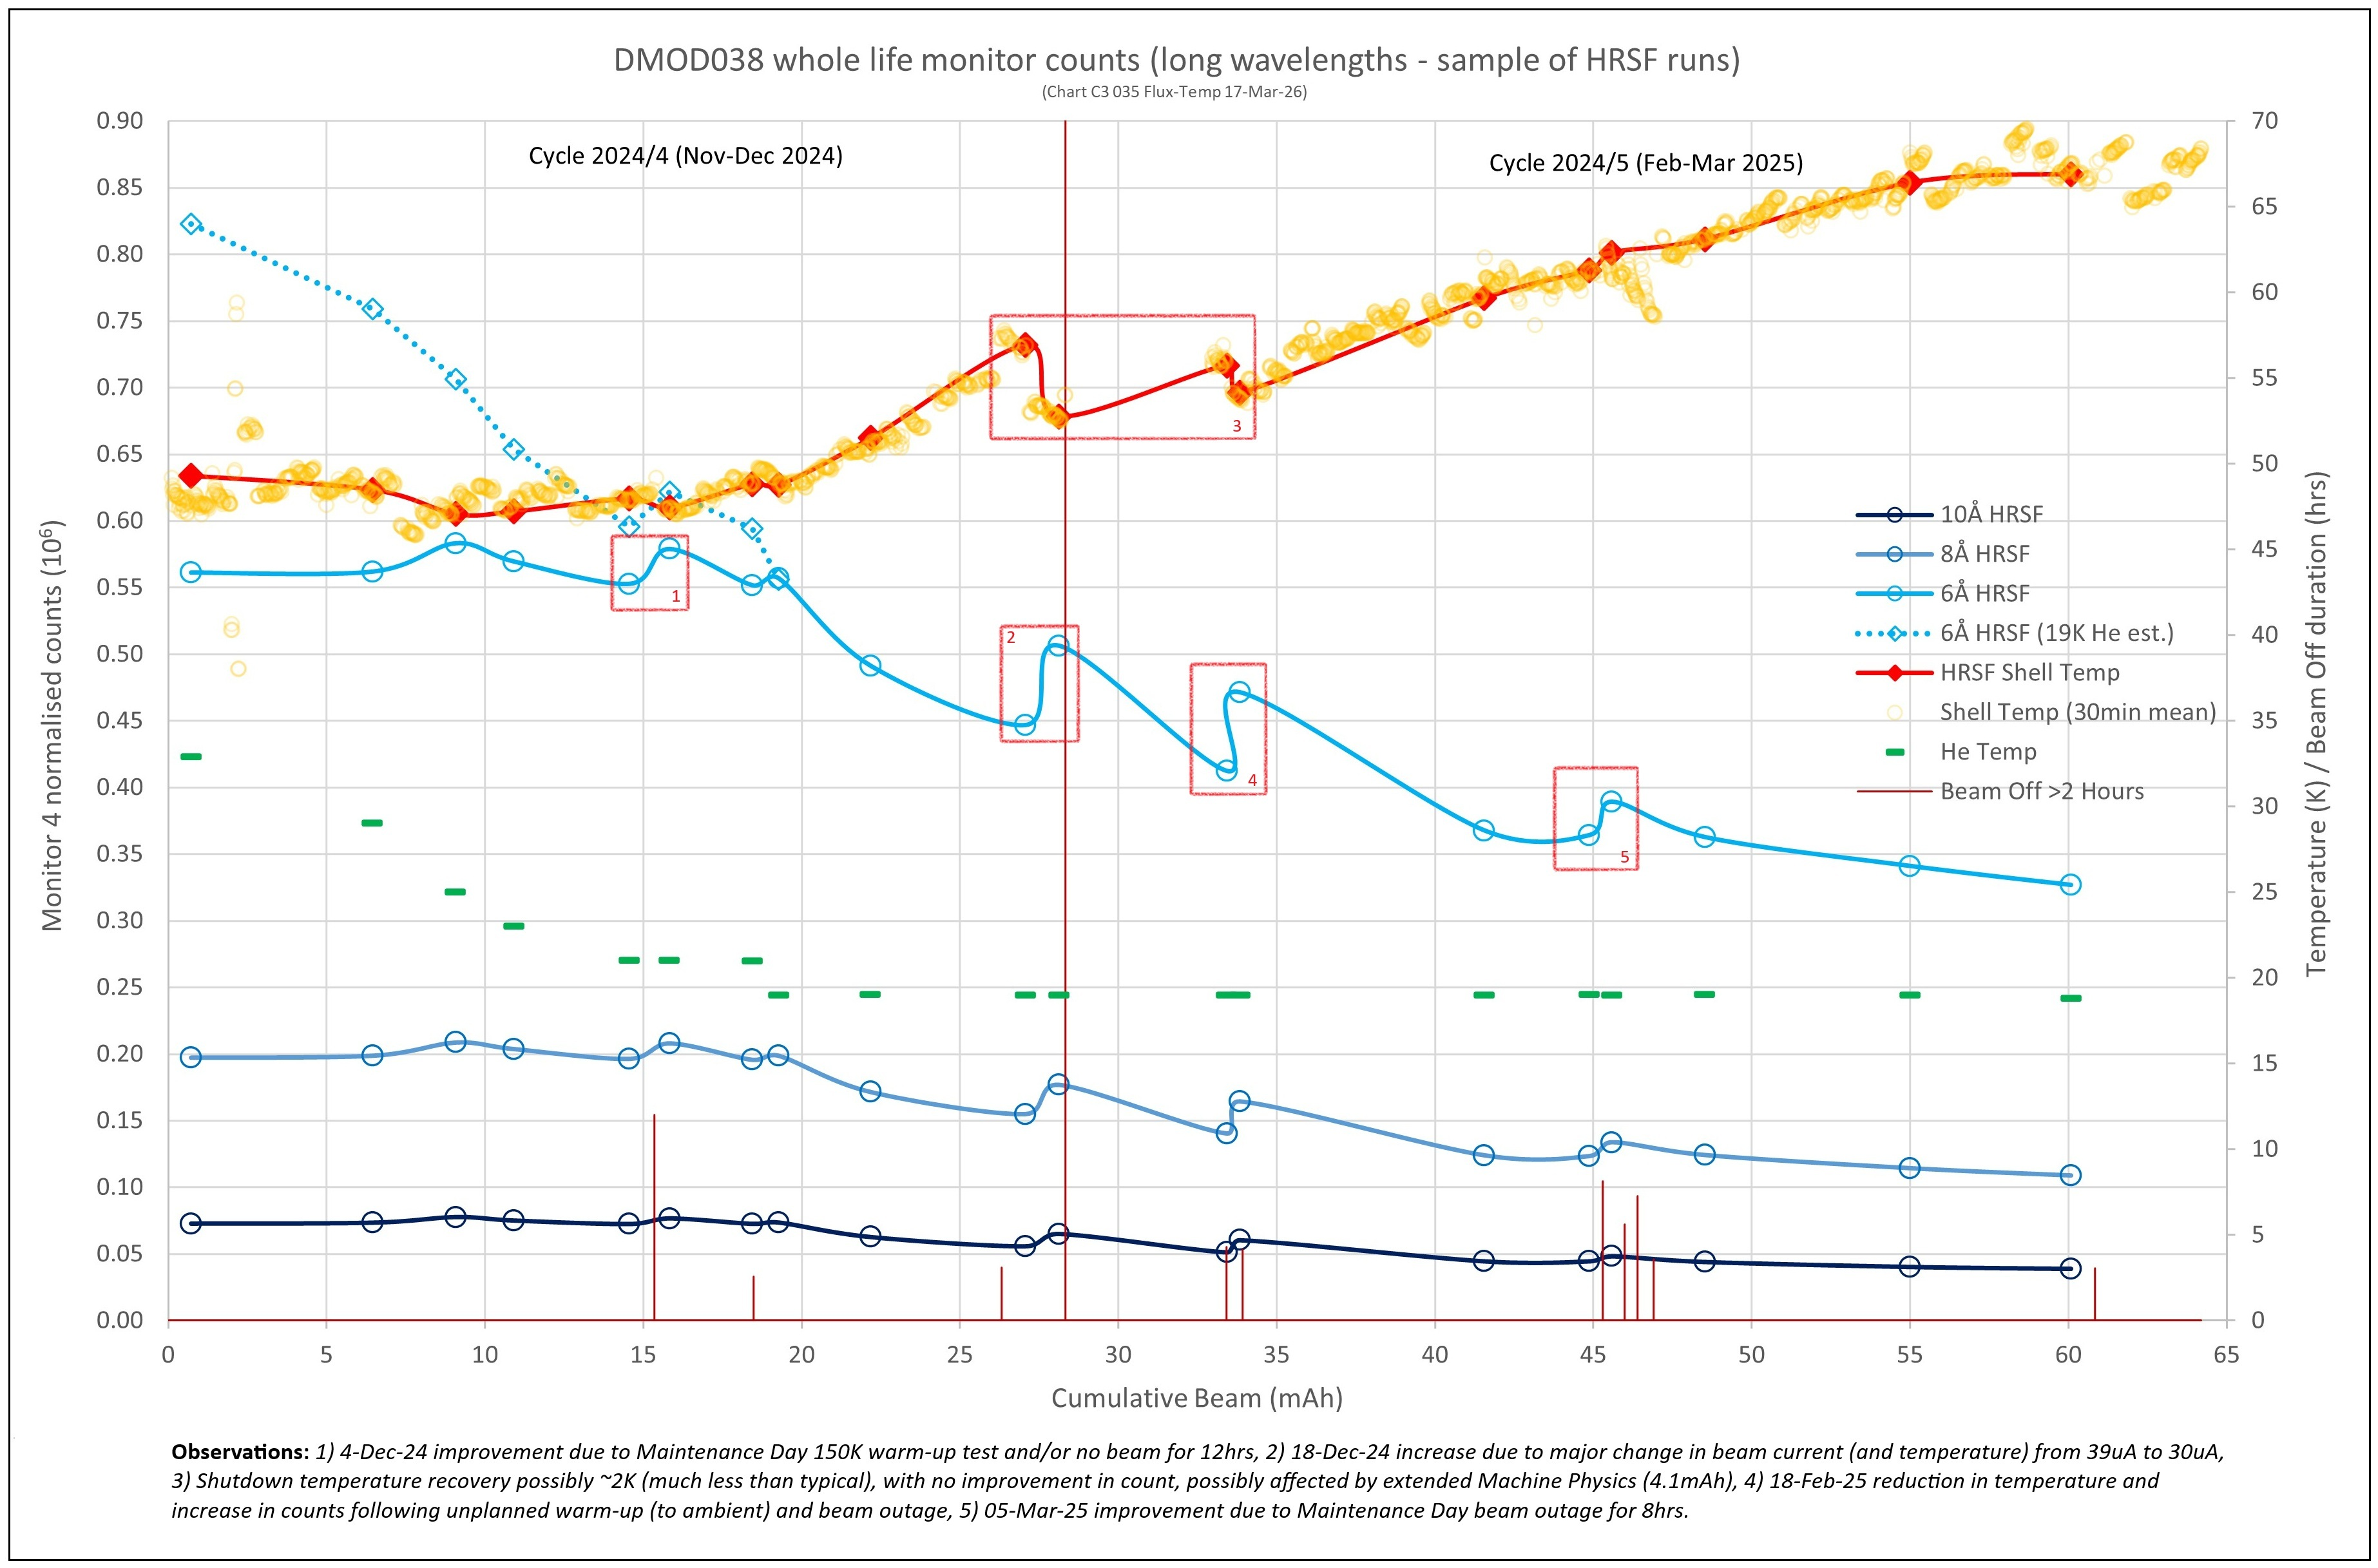 DMOD038 whole life monitor counts (long wavelengths - sample of HRSF runs)
(Chart C3 035 Flux-Temp 17-Mar-26)
Cycle 2024/4 (Nov-Dec 2024)
Cycle 2024/5 (Feb-Mar 2025)
Monitor 4 normalised counts (10⁶)
0.90
0.85
0.80
0.75
0.70
0.65
0.60
0.55
0.50
0.45
0.40
0.35
0.30
0.25
0.20
0.15
0.10
0.05
0.00
1
2
3
4
5
10Å HRSF
8Å HRSF
6Å HRSF
6Å HRSF (19K He est.)
HRSF Shell Temp
Shell Temp (30min mean)
He Temp
Beam Off >2 Hours
70
65
60
55
50
45
40
35
30
25
20
15
10
5
0
Temperature (K) / Beam Off duration (hrs)
0 5 10 15 20 25 30 35 40 45 50 55 60 65
Cumulative Beam (mAh)
Observations: 1) 4-Dec-24 improvement due to Maintenance Day 150K warm-up test and/or no beam for 12hrs, 2) 18-Dec-24 increase due to major change in beam current (and temperature) from 39uA to 30uA,
3) Shutdown temperature recovery possibly ~2K (much less than typical), with no improvement in count, possibly affected by extended Machine Physics (4.1mAh), 4) 18-Feb-25 reduction in temperature and
increase in counts following unplanned warm-up (to ambient) and beam outage, 5) 05-Mar-25 improvement due to Maintenance Day beam outage for 8hrs.